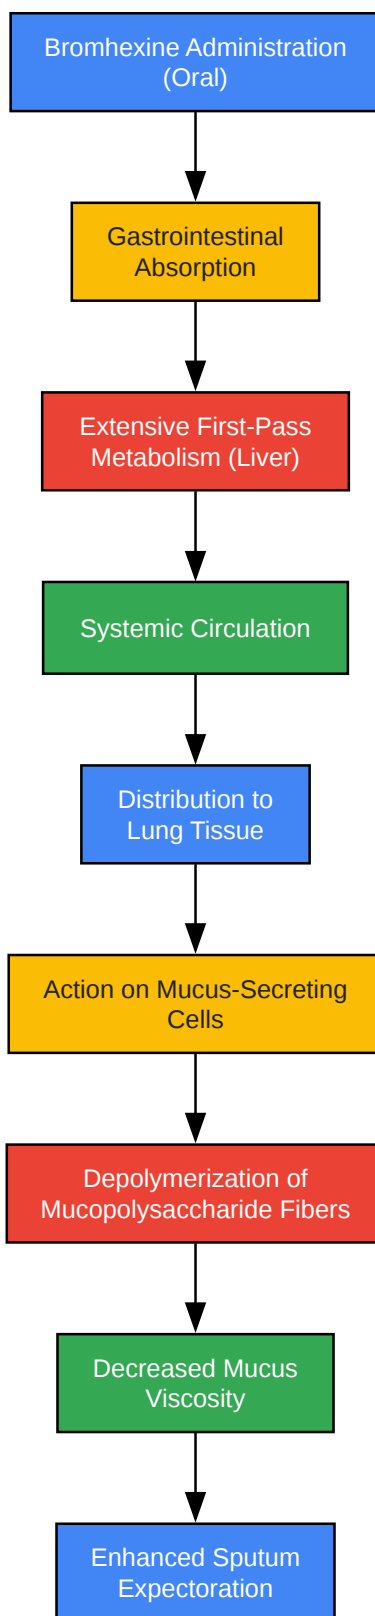 Bromhexine Administration
(Oral)
Gastrointestinal
Absorption
Extensive First-Pass
Metabolism (Liver)
Systemic Circulation
Distribution to
Lung Tissue
Action on Mucus-Secreting
Cells
Depolymerization of
Mucopolysaccharide Fibers
Decreased Mucus
Viscosity
Enhanced Sputum
Expectoration